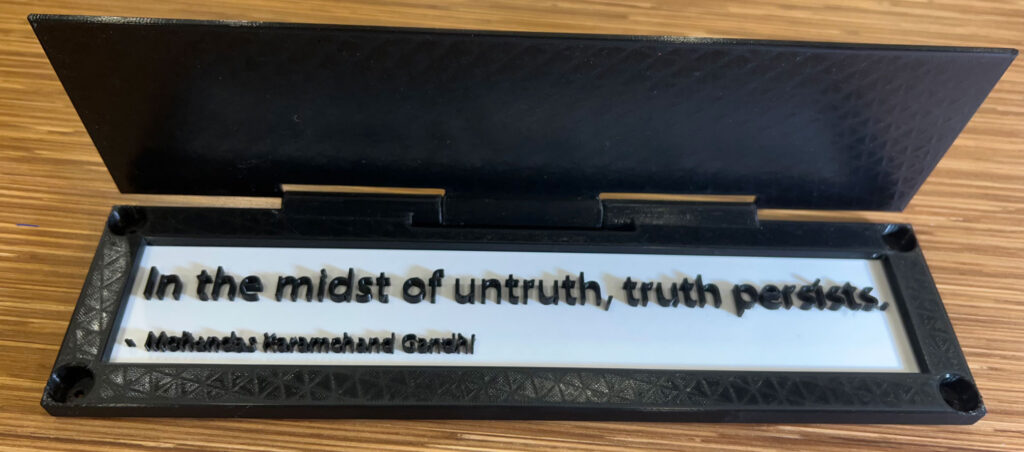 In the midst of untruth, truth persists.
- Mohandas Karamchand Gandhi